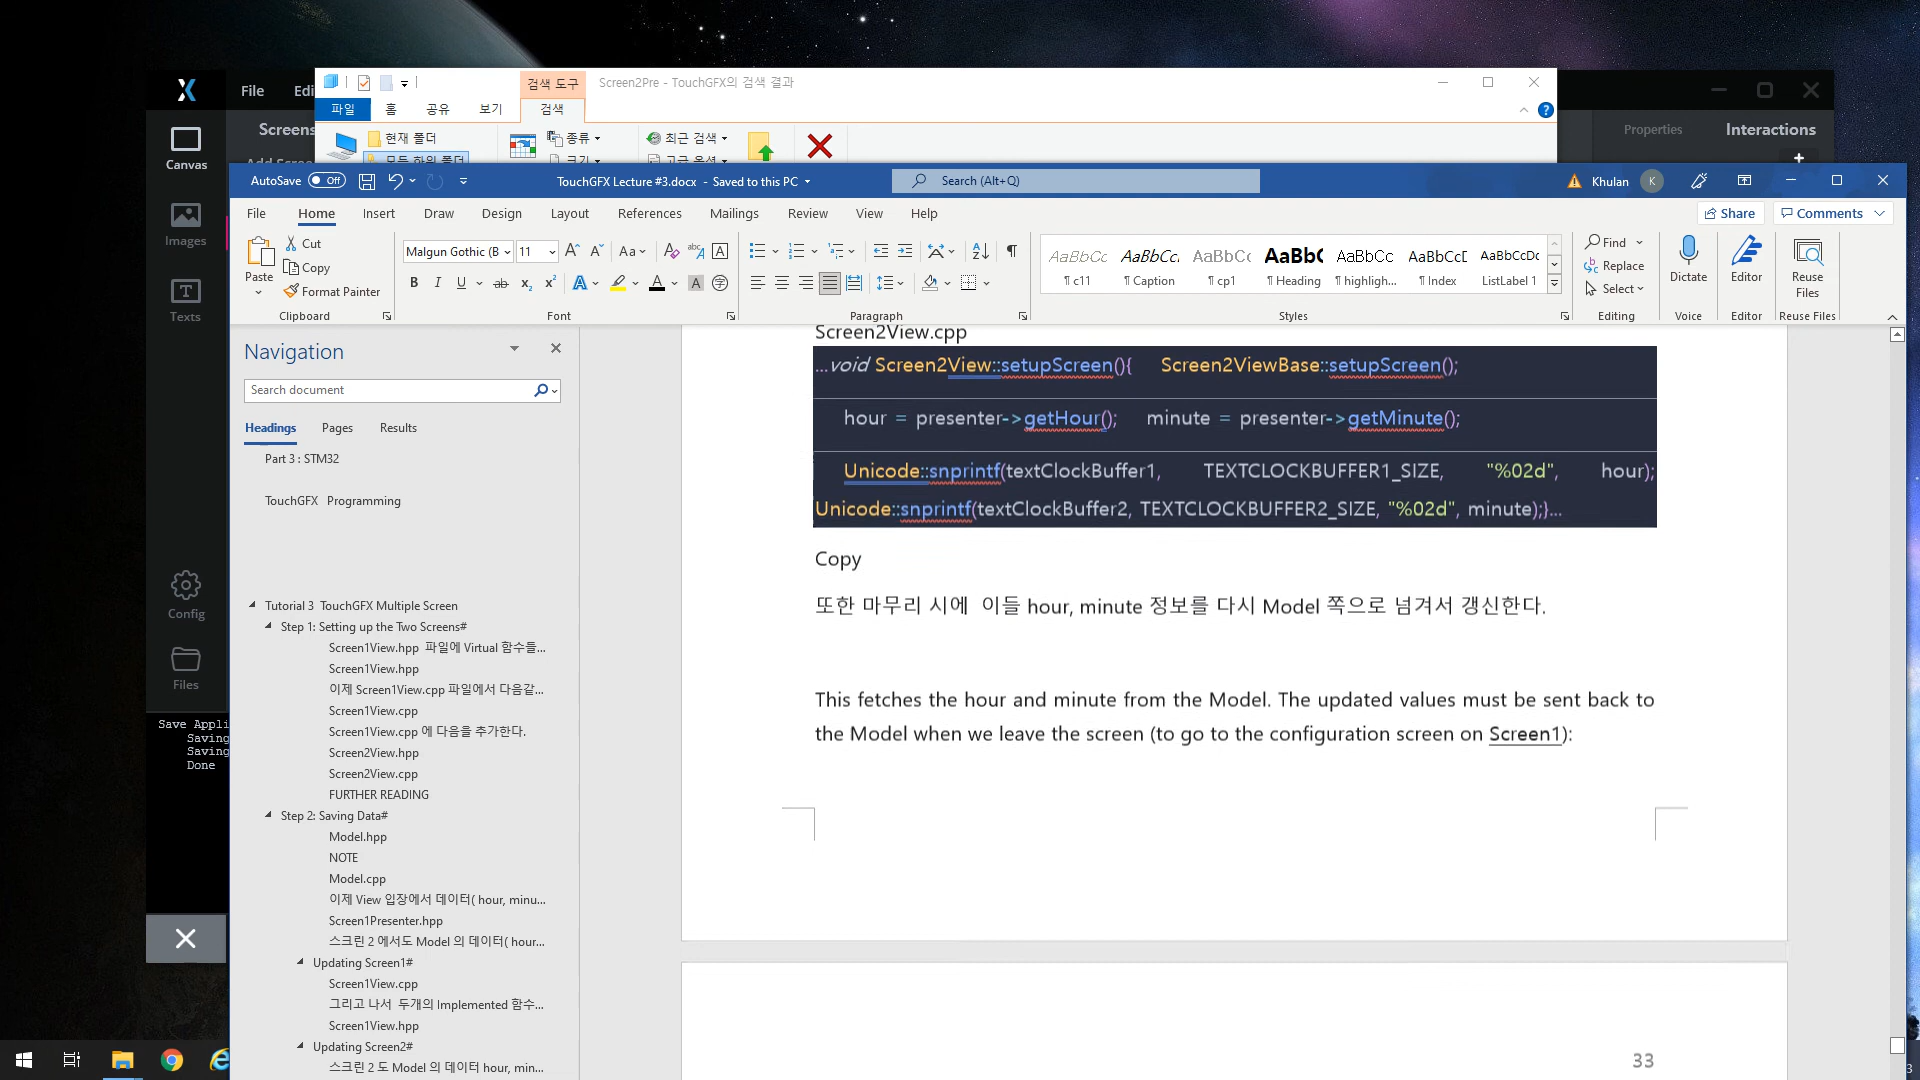 Screen2Pre - TouchGFX의 검색 결과
검색 도구
파일 홈 공유 보기 검색
현재 폴더
모든 하위 폴더
종류
크기
최근 검색
고급 옵션
File
Screens
Canvas
Images
Texts
Config
Files
Properties
Interactions
Saving
Saving
Done
AutoSave Off
TouchGFX Lecture #3.docx - Saved to this PC
Search (Alt+Q)
Khulan K
File Home Insert Draw Design Layout References Mailings Review View Help
Share Comments
Paste
Cut
Copy
Format Painter
Clipboard
Malgun Gothic (B 11
Font
Paragraph
AaBbCc AaBbCc. AaBbCc AaBbC AaBbCc AaBbCcD AaBbCcDc
¶ c11 ¶ Caption ¶ cp1 ¶ Heading ¶ highligh... ¶ Index ListLabel 1
Styles
Find
Replace
Select
Editing
Dictate
Voice
Editor
Editor
Reuse Files
Reuse Files
Navigation
Search document
Headings Pages Results
Part 3 : STM32
TouchGFX Programming
Tutorial 3 TouchGFX Multiple Screen
Step 1: Setting up the Two Screens#
Screen1View.hpp 파일에 Virtual 함수들...
Screen1View.hpp
이제 Screen1View.cpp 파일에서 다음같...
Screen1View.cpp
Screen1View.cpp 에 다음을 추가한다.
Screen2View.hpp
Screen2View.cpp
FURTHER READING
Step 2: Saving Data#
Model.hpp
NOTE
Model.cpp
이제 View 입장에서 데이터( hour, minu...
Screen1Presenter.hpp
스크린 2 에서도 Model 의 데이터( hour...
Updating Screen1#
Screen1View.cpp
그리고 나서 두개의 Implemented 함수...
Screen1View.hpp
Updating Screen2#
스크린 2 도 Model 의 데이터 hour, min...
Screen2View.cpp
...void Screen2View::setupScreen(){ Screen2ViewBase::setupScreen();
hour = presenter->getHour(); minute = presenter->getMinute();
Unicode::snprintf(textClockBuffer1, TEXTCLOCKBUFFER1_SIZE, "%02d", hour);
Unicode::snprintf(textClockBuffer2, TEXTCLOCKBUFFER2_SIZE, "%02d", minute);}...
Copy
또한 마무리 시에 이들 hour, minute 정보를 다시 Model 쪽으로 넘겨서 갱신한다.
This fetches the hour and minute from the Model. The updated values must be sent back to
the Model when we leave the screen (to go to the configuration screen on Screen1):
33